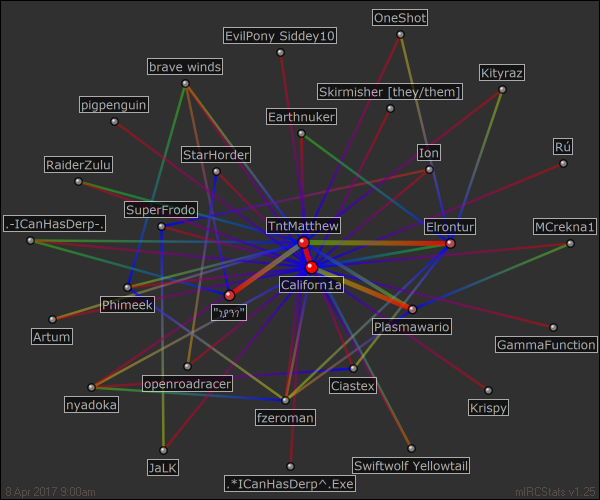 OneShot
EvilPony Siddey10
brave winds
Kityraz
Skirmisher [they/them]
pigpenguin
Earthnuker
StarHorder
Ion
Rú
RaiderZulu
SuperFrodo
.-ICanHasDerp-.
TntMatthew
Elrontur
MCrekna1
Californ1a
Phimeek
Plasmawario
Artum
GammaFunction
openroadracer
Ciastex
nyadoka
Krispy
fzeroman
JaLK
Swiftwolf Yellowtail
.*ICanHasDerp^.Exe
8 Apr 2017 9:00am
mIRCStats v1.25